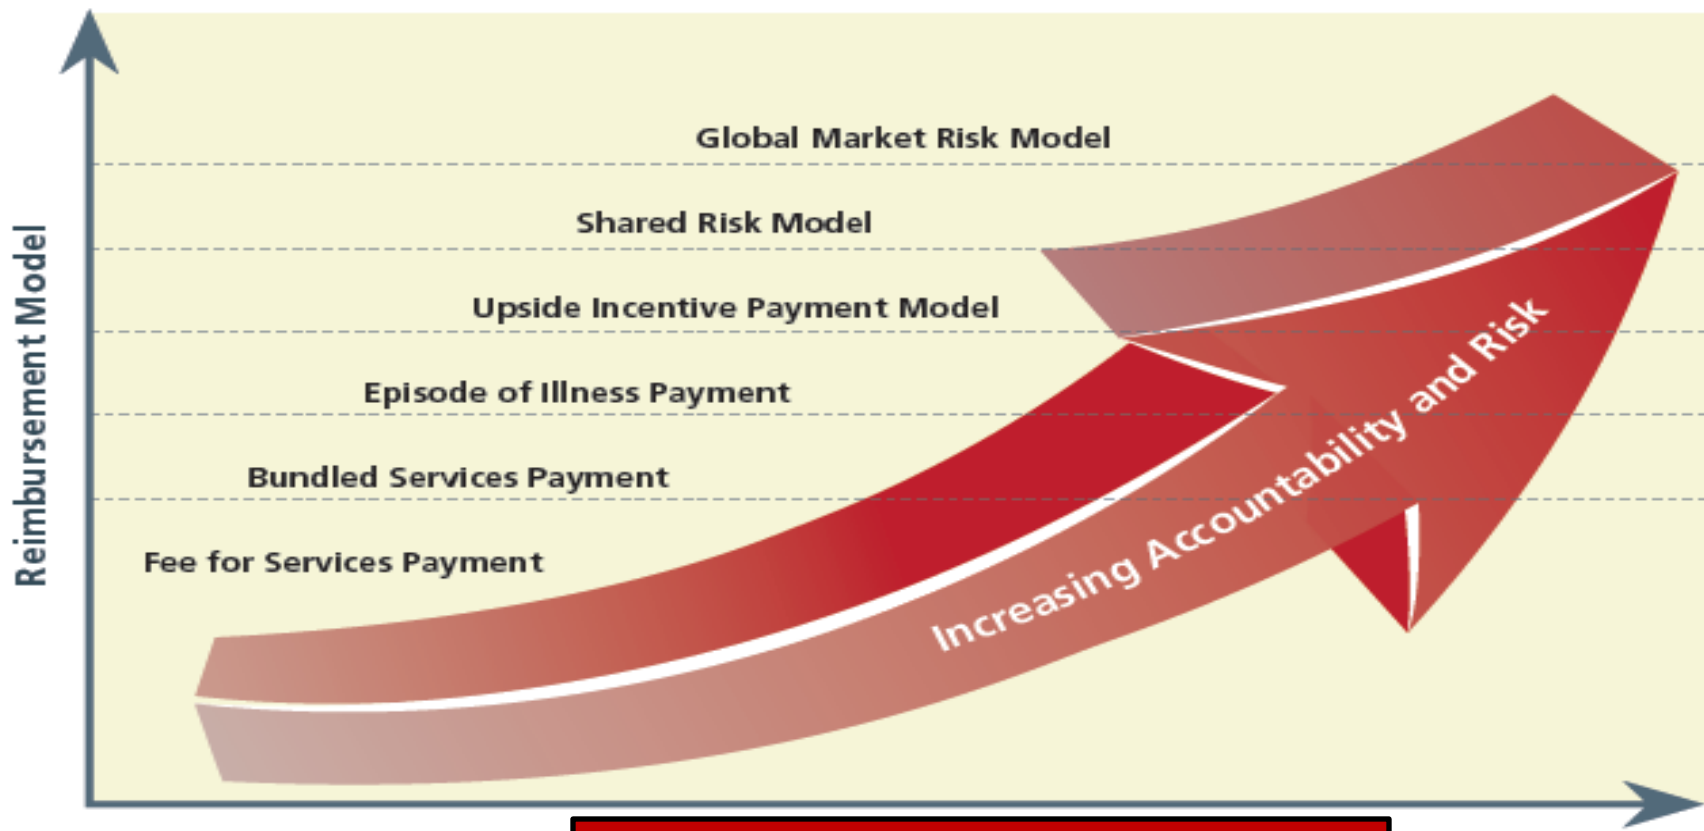 Global Market Risk Model
Shared Risk Model
Upside Incentive Payment Model
Episode of Illness Payment
Bundled Services Payment
Fee for Services Payment
Reimbursement Model
Increasing Accountability and Risk